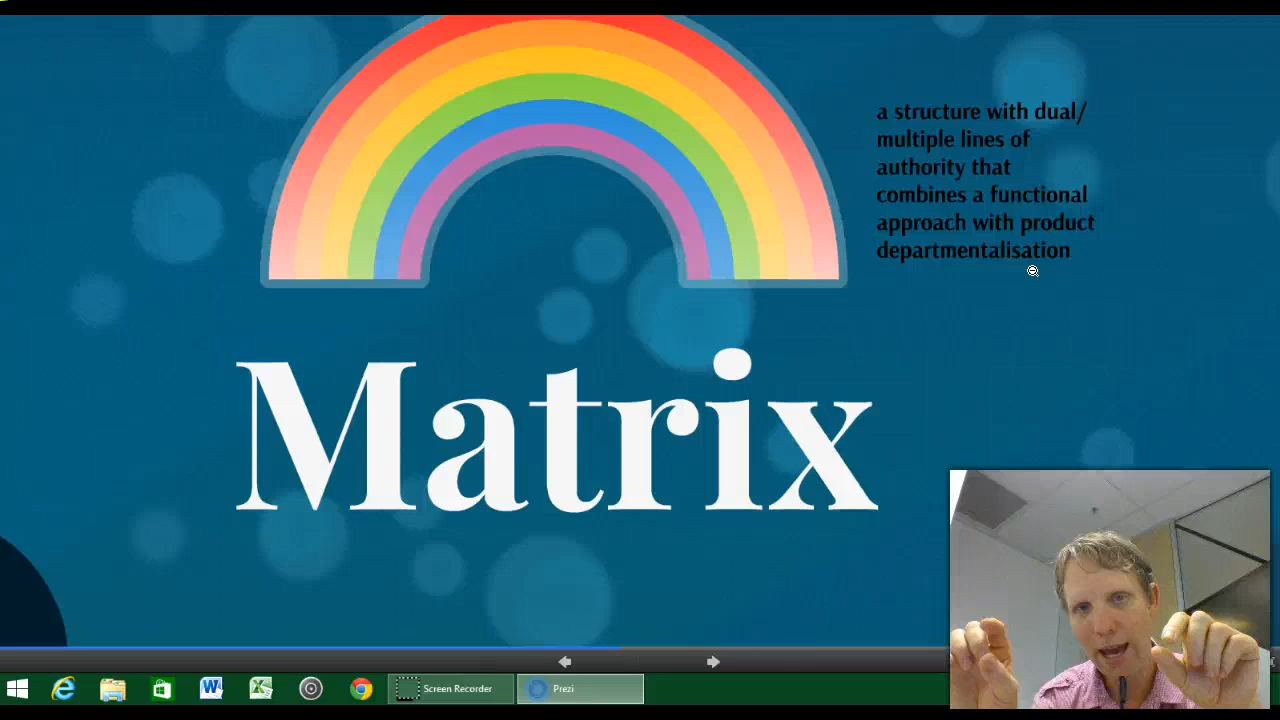 a structure with dual/
multiple lines of
authority that
combines a functional
approach with product
departmentalisation
Matrix
Screen Recorder
Prezi